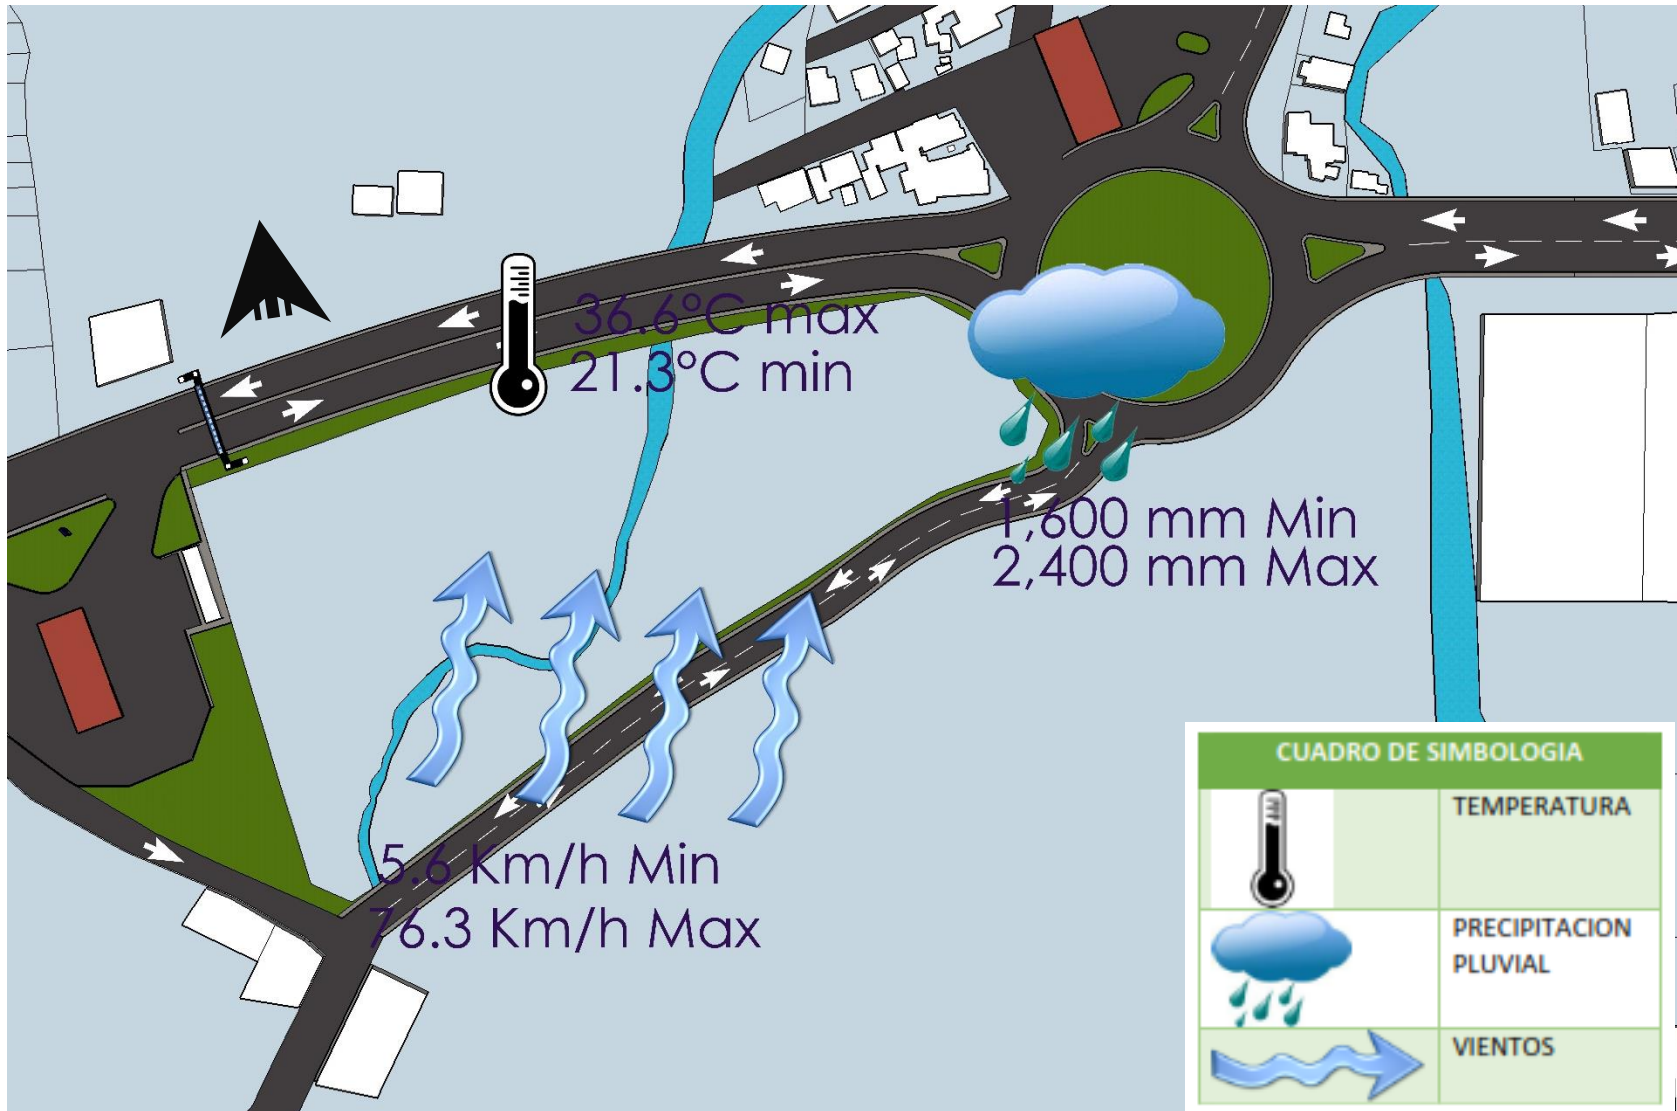 36.6°C max
21.3°C min
1,600 mm Min
2,400 mm Max
5.6 Km/h Min
76.3 Km/h Max
CUADRO DE SIMBOLOGIA
TEMPERATURA
PRECIPITACION
PLUVIAL
VIENTOS